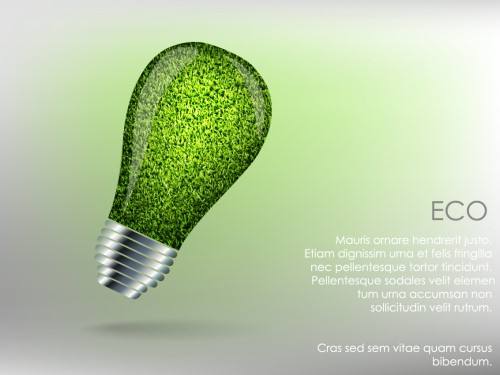 ECO
Mauris ornare hendrerit justo.
Etiam dignissim urna et felis fringilla
nec pellentesque tortor tincidunt.
Pellentesque sodales velit elemen
tum urna accumsan non
sollicitudin velit rutrum.
Cras sed sem vitae quam cursus
bibendum.